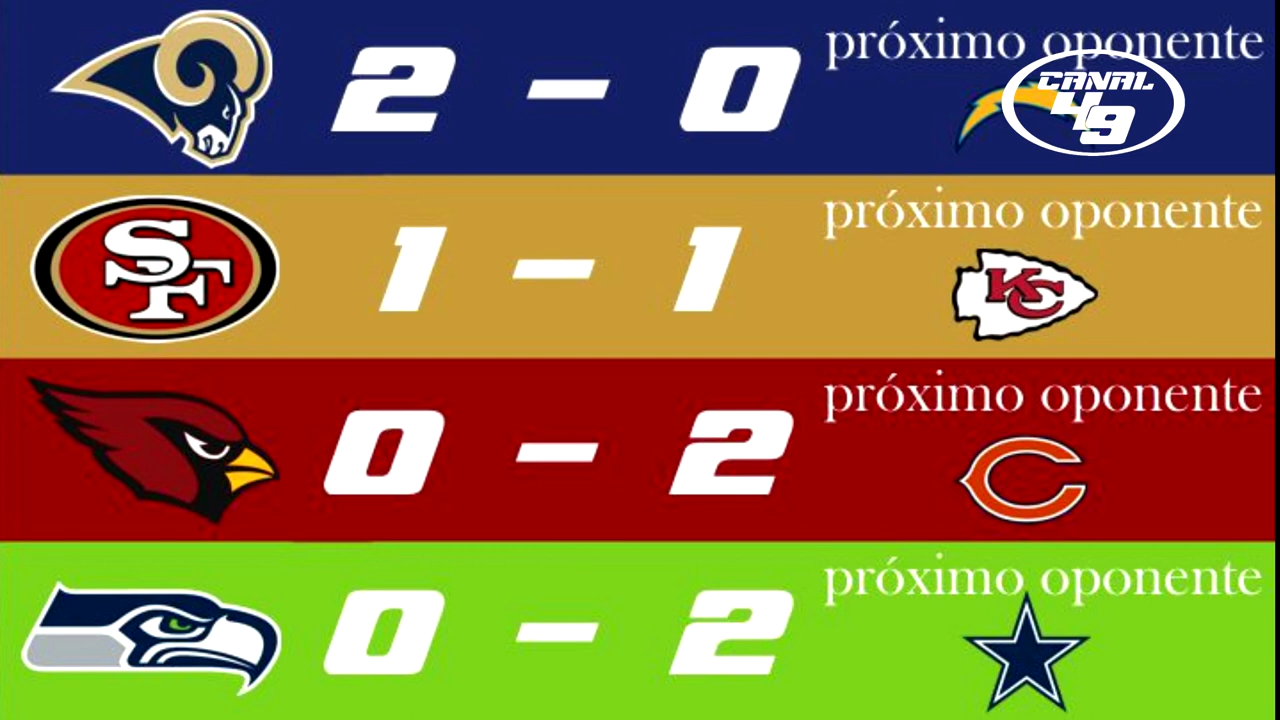 2 - 0 próximo oponente
CANAL
49
SF 1 - 1 próximo oponente
KC
0 - 2 próximo oponente
C
0 - 2 próximo oponente